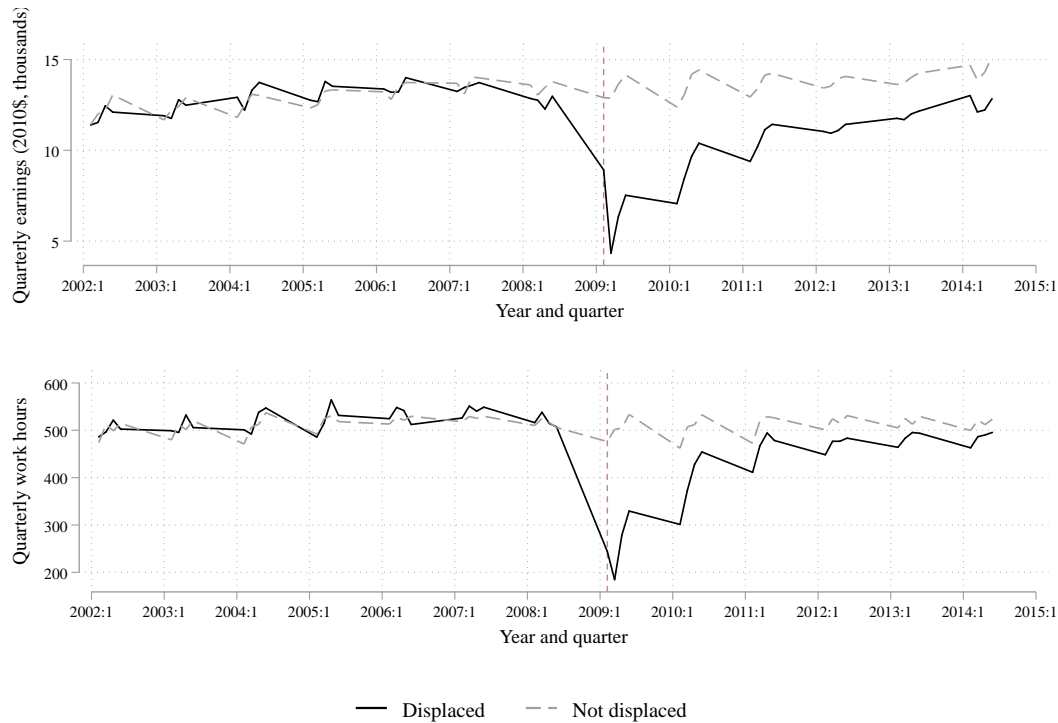 Quarterly earnings (2010$, thousands)
15
10
5
2002:1 2003:1 2004:1 2005:1 2006:1 2007:1 2008:1 2009:1 2010:1 2011:1 2012:1 2013:1 2014:1 2015:1
Year and quarter
Quarterly work hours
600
500
400
300
200
2002:1 2003:1 2004:1 2005:1 2006:1 2007:1 2008:1 2009:1 2010:1 2011:1 2012:1 2013:1 2014:1 2015:1
Year and quarter
Displaced Not displaced